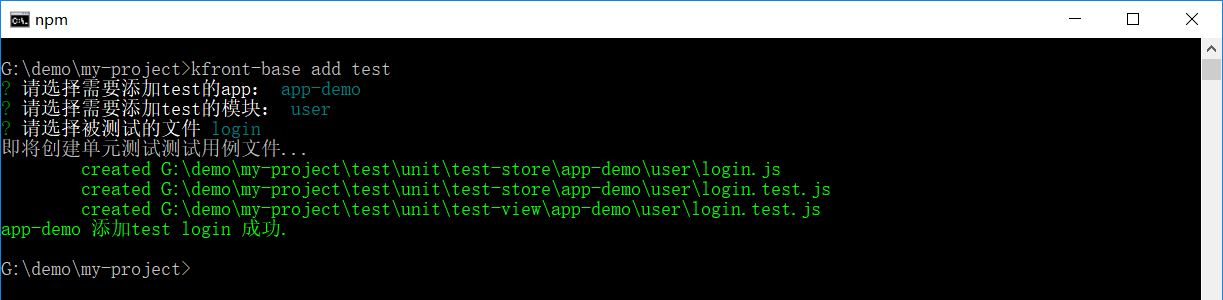 npm
G:\demo\my-project>kfront-base add test
? 请选择需要添加test的app： app-demo
? 请选择需要添加test的模块： user
? 请选择被测试的文件 login
即将创建单元测试测试用例文件...
created G:\demo\my-project\test\unit\test-store\app-demo\user\login.js
created G:\demo\my-project\test\unit\test-store\app-demo\user\login.test.js
created G:\demo\my-project\test\unit\test-view\app-demo\user\login.test.js
app-demo 添加test login 成功.
G:\demo\my-project>